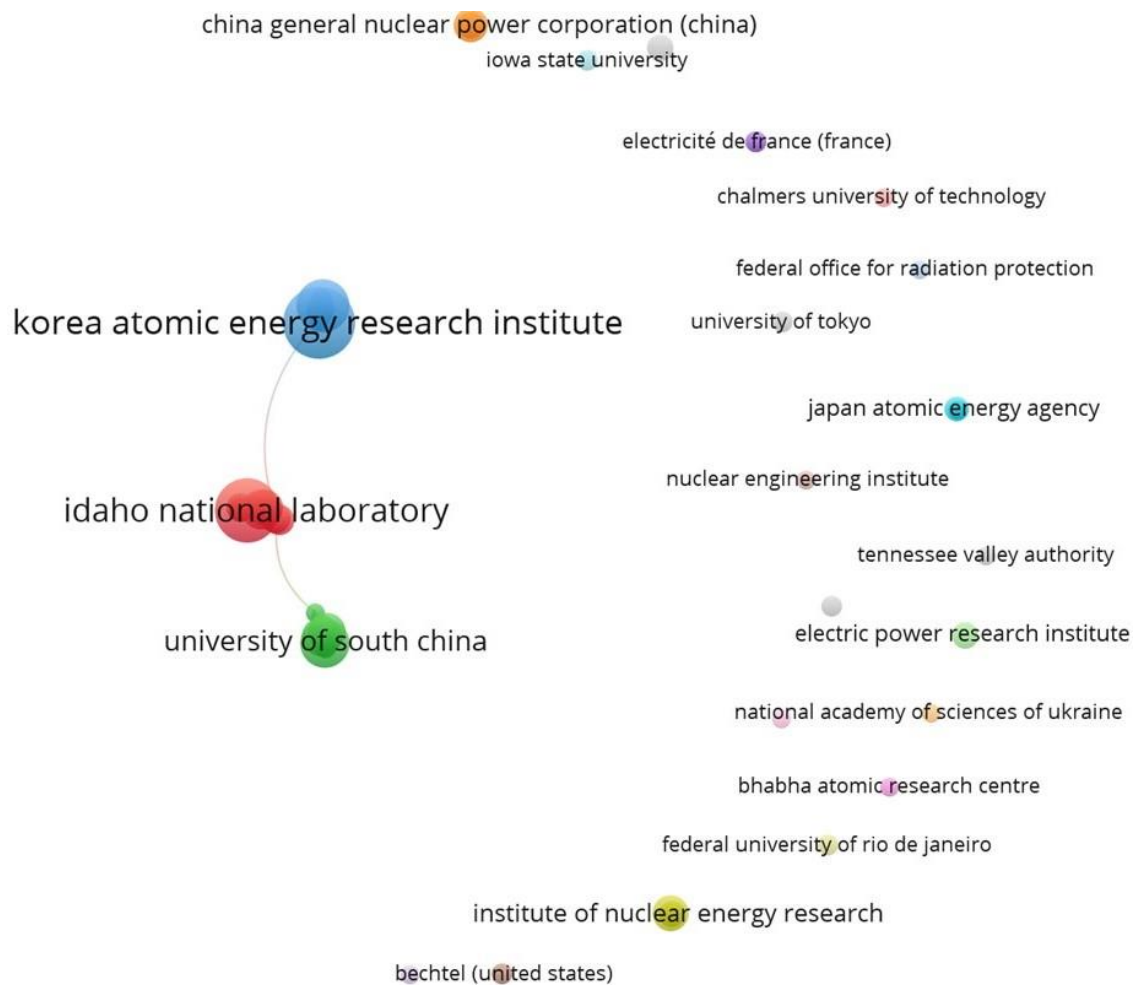 china general nuclear power corporation (china)
iowa state university
electricité de france (france)
chalmers university of technology
federal office for radiation protection
korea atomic energy research institute
university of tokyo
japan atomic energy agency
nuclear engineering institute
idaho national laboratory
tennessee valley authority
electric power research institute
university of south china
national academy of sciences of ukraine
bhabha atomic research centre
federal university of rio de janeiro
institute of nuclear energy research
bechtel (united states)